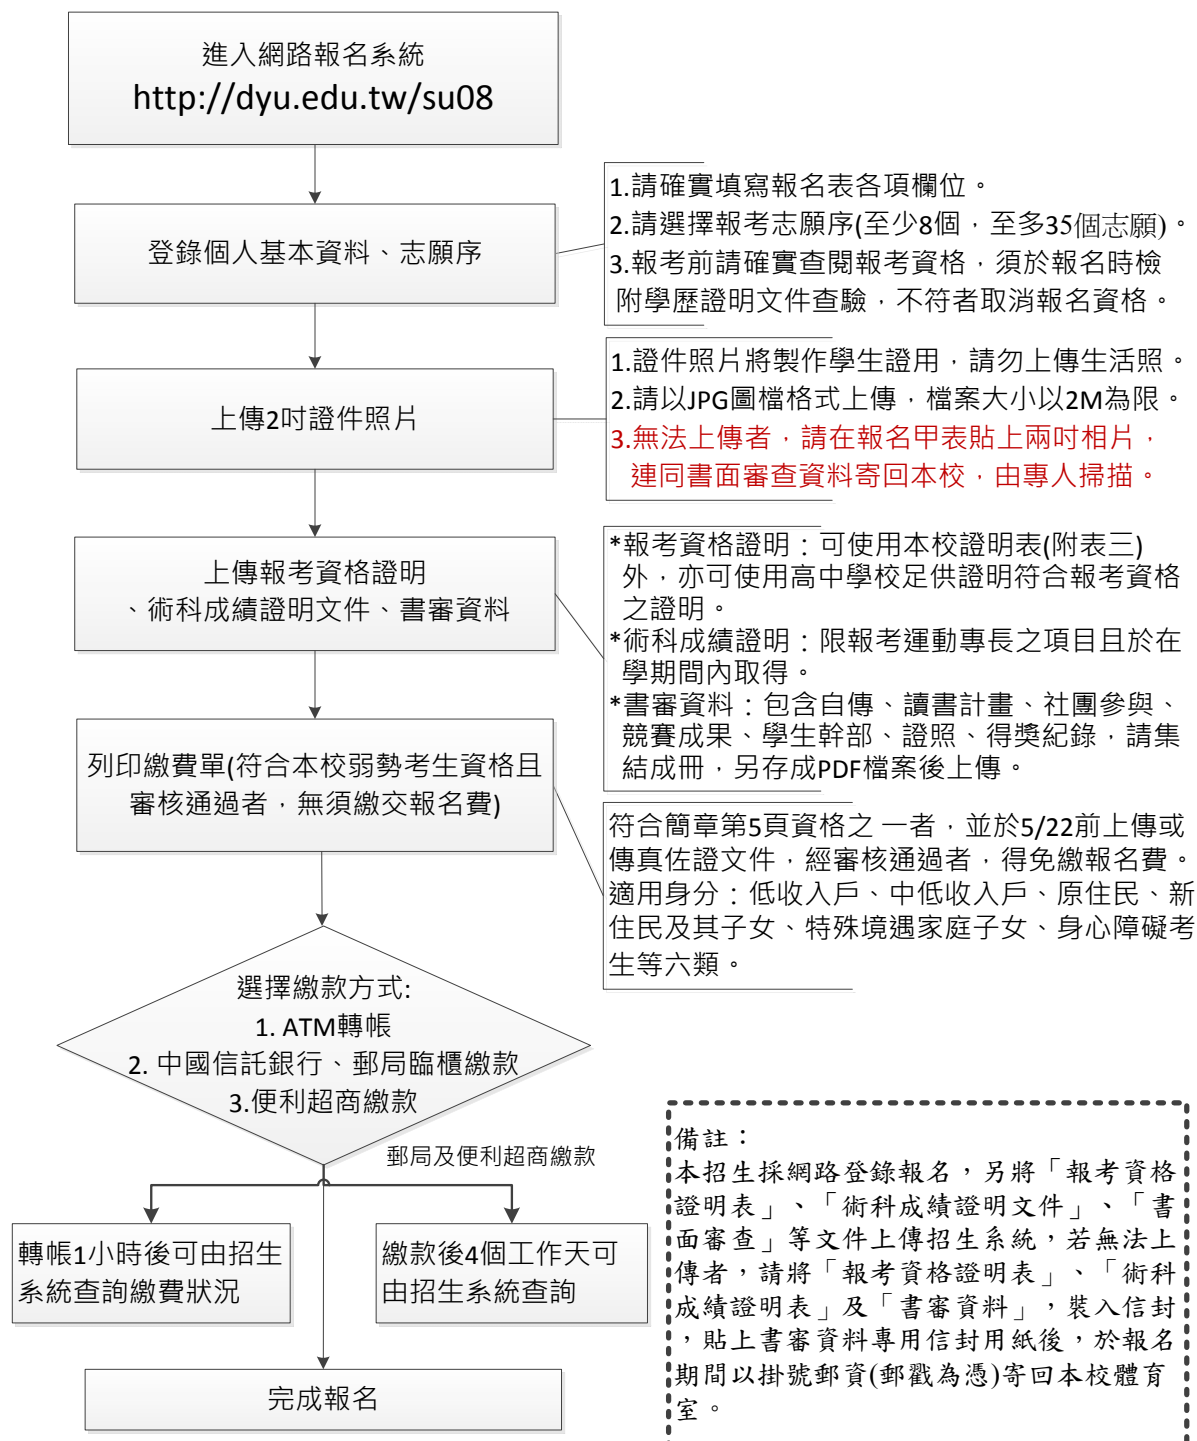 進入網路報名系統
http://dyu.edu.tw/su08
登錄個人基本資料、志願序
1.請確實填寫報名表各項欄位。
2.請選擇報考志願序(至少8個，至多35個志願)。
3.報考前請確實查閱報考資格，須於報名時檢
附學歷證明文件查驗，不符者取消報名資格。
上傳2吋證件照片
1.證件照片將製作學生證用，請勿上傳生活照。
2.請以JPG圖檔格式上傳，檔案大小以2M為限。
3.無法上傳者，請在報名甲表貼上兩吋相片，
連同書面審查資料寄回本校，由專人掃描。
上傳報考資格證明
、術科成績證明文件、書審資料
*報考資格證明：可使用本校證明表(附表三)
外，亦可使用高中學校足供證明符合報考資格
之證明。
*術科成績證明：限報考運動專長之項目且於在
學期間內取得。
*書審資料：包含自傳、讀書計畫、社團參與、
競賽成果、學生幹部、證照、得獎紀錄，請集
結成冊，另存成PDF檔案後上傳。
列印繳費單(符合本校弱勢考生資格且
審核通過者，無須繳交報名費)
符合簡章第5頁資格之一者，並於5/22前上傳或
傳真佐證文件，經審核通過者，得免繳報名費。
適用身分：低收入戶、中低收入戶、原住民、新
住民及其子女、特殊境遇家庭子女、身心障礙考
生等六類。
選擇繳款方式:
1. ATM轉帳
2. 中國信託銀行、郵局臨櫃繳款
3.便利超商繳款
郵局及便利超商繳款
轉帳1小時後可由招生
系統查詢繳費狀況
繳款後4個工作天可
由招生系統查詢
完成報名
備註：
本招生採網路登錄報名，另將「報考資格
證明表」、「術科成績證明文件」、「書
面審查」等文件上傳招生系統，若無法上
傳者，請將「報考資格證明表」、「術科
成績證明表」及「書審資料」，裝入信封
，貼上書審資料專用信封用紙後，於報名
期間以掛號郵資(郵戳為憑)寄回本校體育
室。